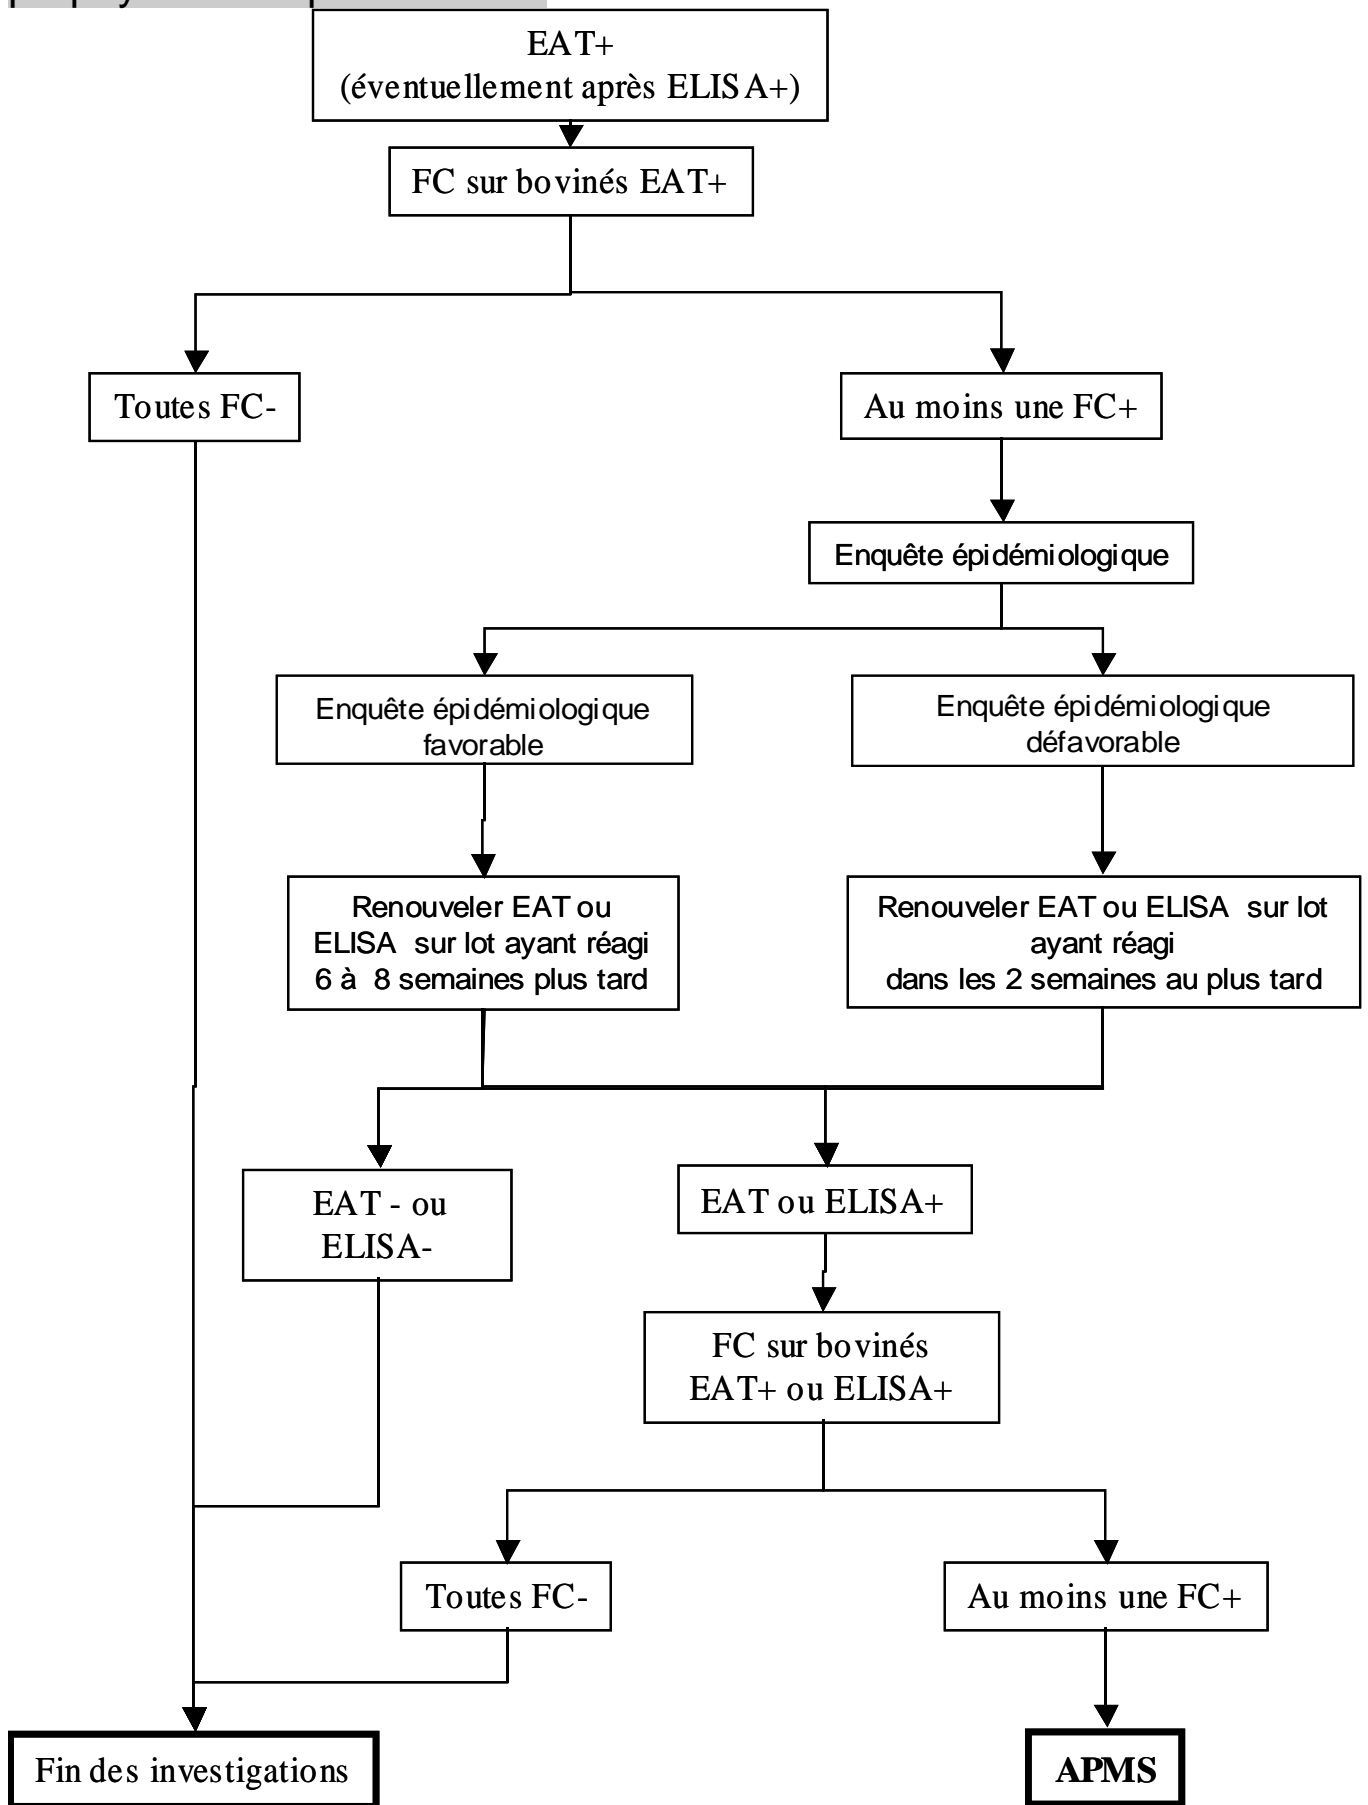 EAT+
(éventuellement après ELISA+)
FC sur bovinés EAT+
Toutes FC-
Au moins une FC+
Enquête épidémiologique
Enquête épidémiologique
favorable
Enquête épidémiologique
défavorable
Renouveler EAT ou
ELISA sur lot ayant réagi
6 à 8 semaines plus tard
Renouveler EAT ou ELISA sur lot
ayant réagi
dans les 2 semaines au plus tard
EAT - ou
ELISA-
EAT ou ELISA+
FC sur bovinés
EAT+ ou ELISA+
Toutes FC-
Au moins une FC+
Fin des investigations
APMS